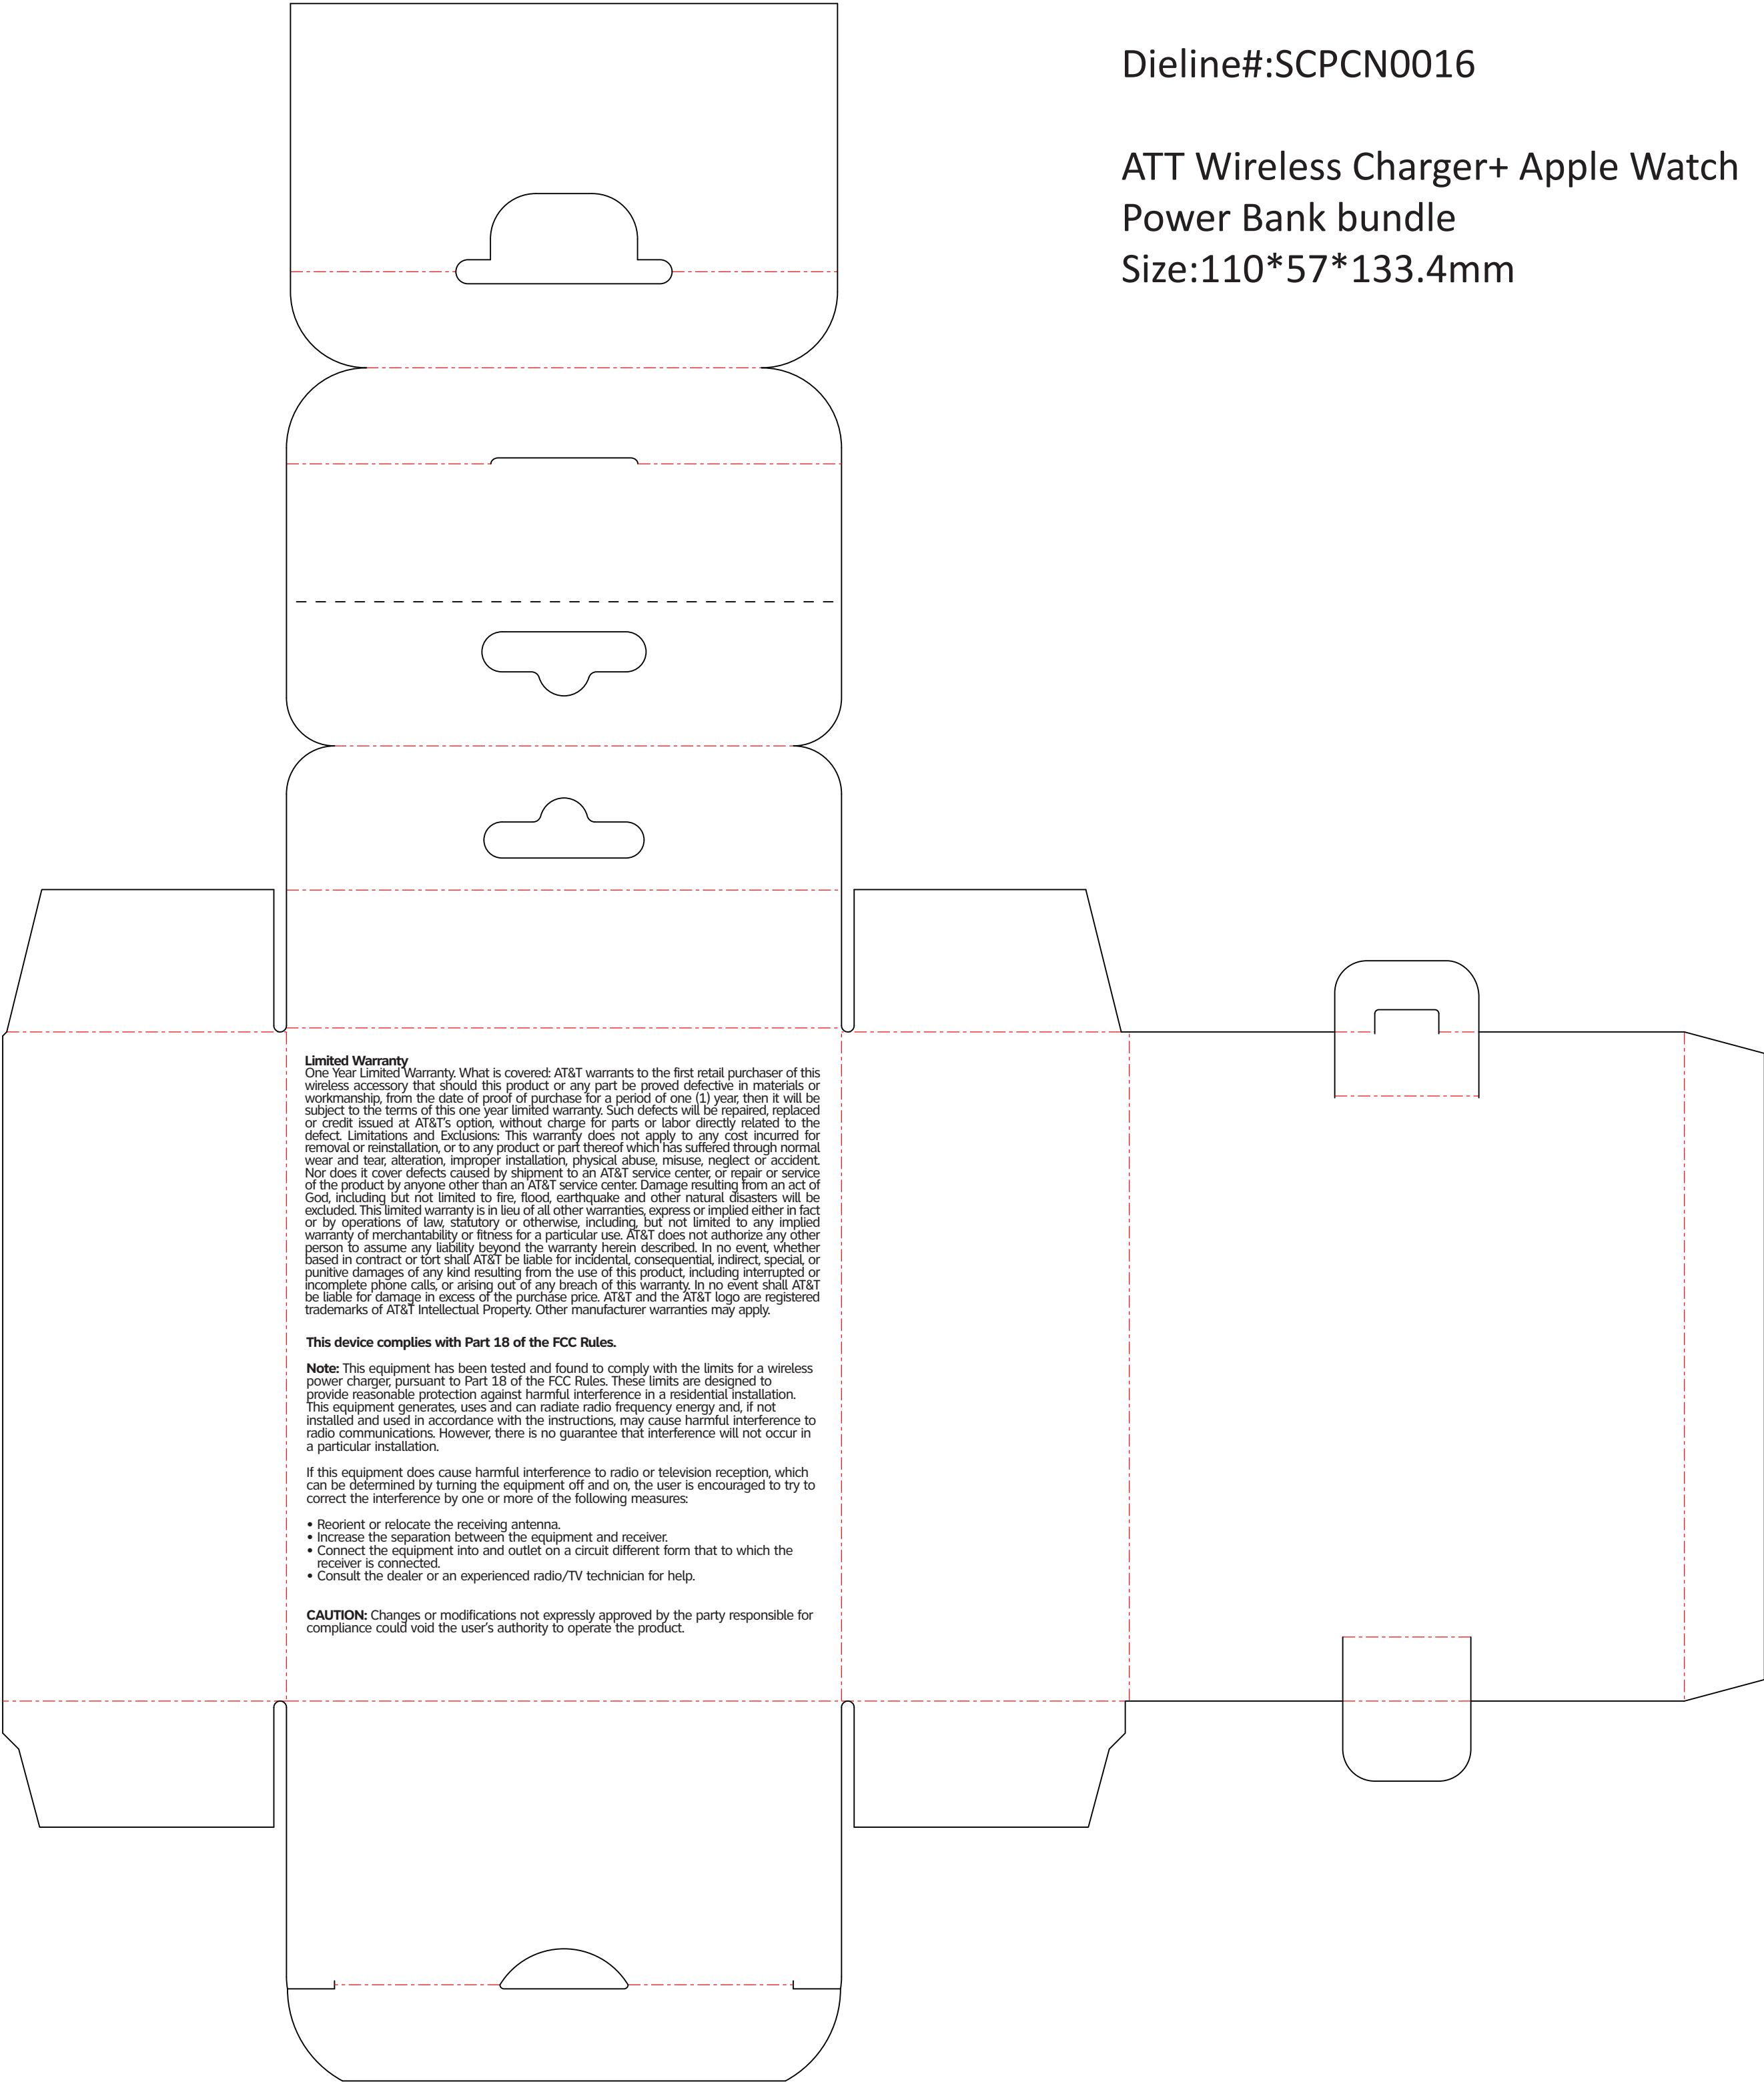 Dieline#:SCPCN0016
ATT Wireless Charger+ Apple Watch
Power Bank bundle
Size:110*57*133.4mm
Limited Warranty
One Year Limited Warranty. What is covered: AT&T warrants to the first retail purchaser of this
wireless accessory that should this product or any part be proved defective in materials or
workmanship, from the date of proof of purchase for a period of one (1) year, then it will be
subject to the terms of this one year limited warranty. Such defects will be repaired, replaced
or credit issued at AT&T's option, without charge for parts or labor directly related to the
defect. Limitations and Exclusions: This warranty does not apply to any cost incurred for
removal or reinstallation, or to any product or part thereof which has suffered through normal
wear and tear, alteration, improper installation, physical abuse, misuse, neglect or accident.
Nor does it cover defects caused by shipment to an AT&T service center, or repair or service
of the product by anyone other than an AT&T service center. Damage resulting from an act of
God, including but not limited to fire, flood, earthquake and other natural disasters will be
excluded. This limited warranty is in lieu of all other warranties, express or implied either in fact
or by operations of law, statutory or otherwise, including, but not limited to any implied
warranty of merchantability or fitness for a particular use. AT&T does not authorize any other
person to assume any liability beyond the warranty herein described. In no event, whether
based in contract or tort shall AT&T be liable for incidental, consequential, indirect, special, or
punitive damages of any kind resulting from the use of this product, including interrupted or
incomplete phone calls, or arising out of any breach of this warranty. In no event shall AT&T
be liable for damage in excess of the purchase price. AT&T and the AT&T logo are registered
trademarks of AT&T Intellectual Property. Other manufacturer warranties may apply.
This device complies with Part 18 of the FCC Rules.
Note: This equipment has been tested and found to comply with the limits for a wireless
power charger, pursuant to Part 18 of the FCC Rules. These limits are designed to
provide reasonable protection against harmful interference in a residential installation.
This equipment generates, uses and can radiate radio frequency energy and, if not
installed and used in accordance with the instructions, may cause harmful interference to
radio communications. However, there is no guarantee that interference will not occur in
a particular installation.
If this equipment does cause harmful interference to radio or television reception, which
can be determined by turning the equipment off and on, the user is encouraged to try to
correct the interference by one or more of the following measures:
• Reorient or relocate the receiving antenna.
• Increase the separation between the equipment and receiver.
• Connect the equipment into and outlet on a circuit different form that to which the
receiver is connected.
• Consult the dealer or an experienced radio/TV technician for help.
CAUTION: Changes or modifications not expressly approved by the party responsible for
compliance could void the user's authority to operate the product.